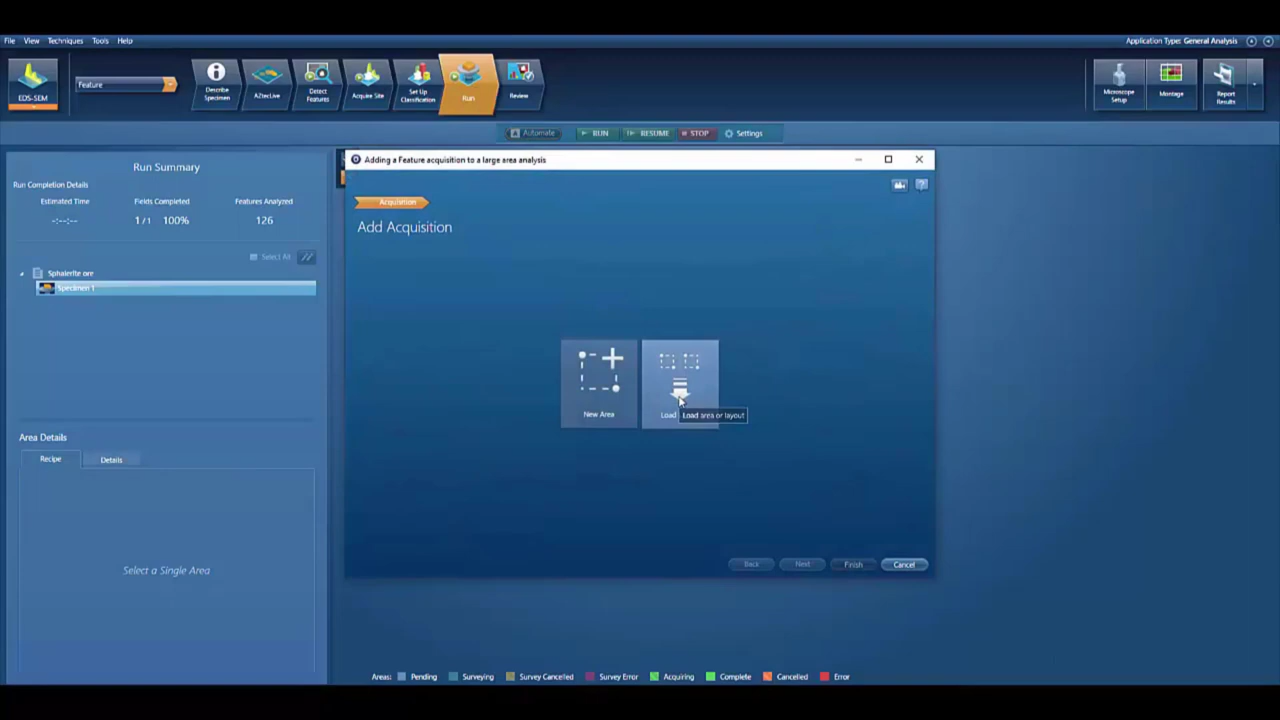 File View Techniques Tools Help
Application Type: General Analysis
EDS-SEM
Feature
Describe Specimen
AZtecLive
Detect Features
Acquire Site
Set Up Classification
Run
Review
Microscope Setup
Montage
Report Results
A Automate
RUN
RESUME
STOP
Settings
Run Summary
Run Completion Details
Estimated Time Fields Completed Features Analyzed
-:--:-- 1 / 1 100% 126
Select All
Sphalerite ore
Specimen 1
Area Details
Recipe Details
Select a Single Area
Adding a Feature acquisition to a large area analysis
?
Acquisition
Add Acquisition
New Area
Load
Load area or layout
Back Next Finish Cancel
Areas: Pending Surveying Survey Cancelled Survey Error Acquiring Complete Cancelled Error